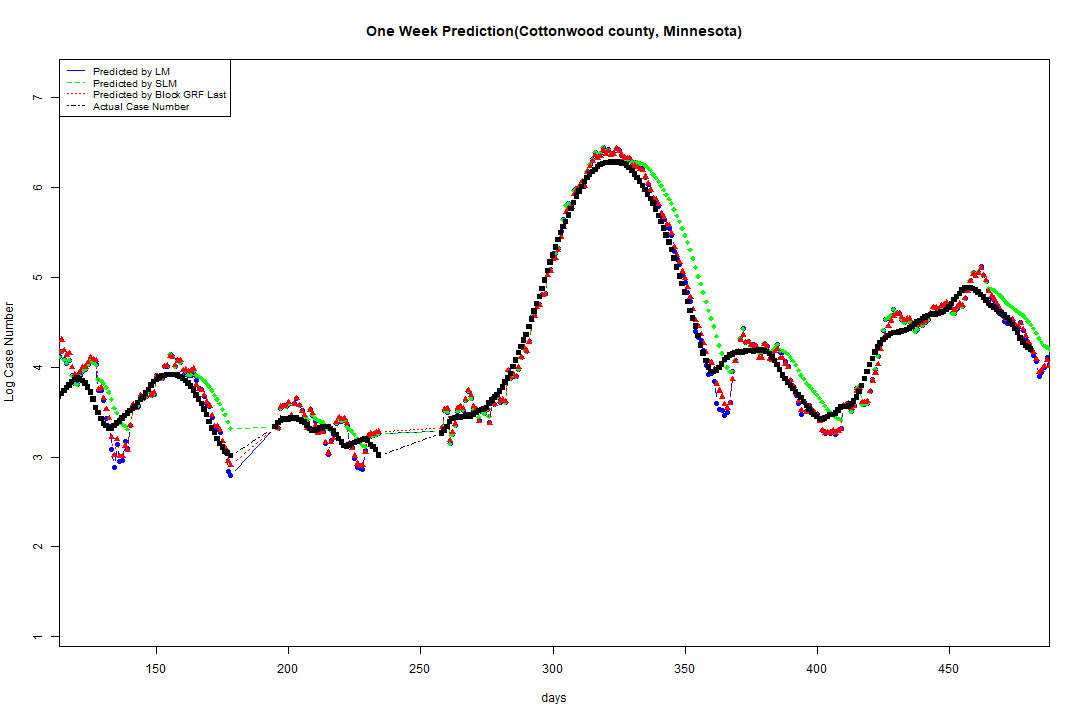 One Week Prediction(Cottonwood county, Minnesota)
Predicted by LM
Predicted by SLM
Predicted by Block GRF Last
Actual Case Number
7
6
5
4
3
2
1
Log Case Number
150 200 250 300 350 400 450
days